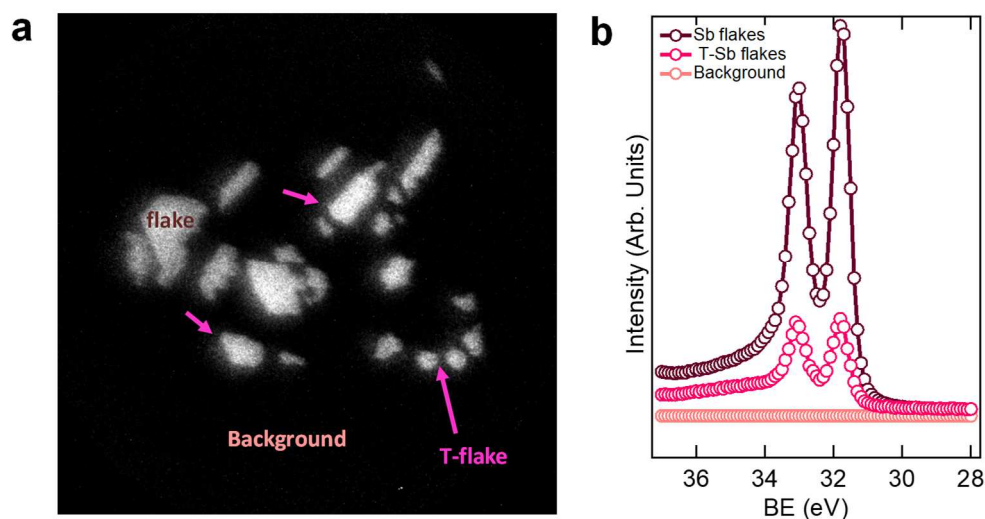 a
flake
Background
T-flake
b
Sb flakes
T-Sb flakes
Background
Intensity (Arb. Units)
36 34 32 30 28
BE (eV)